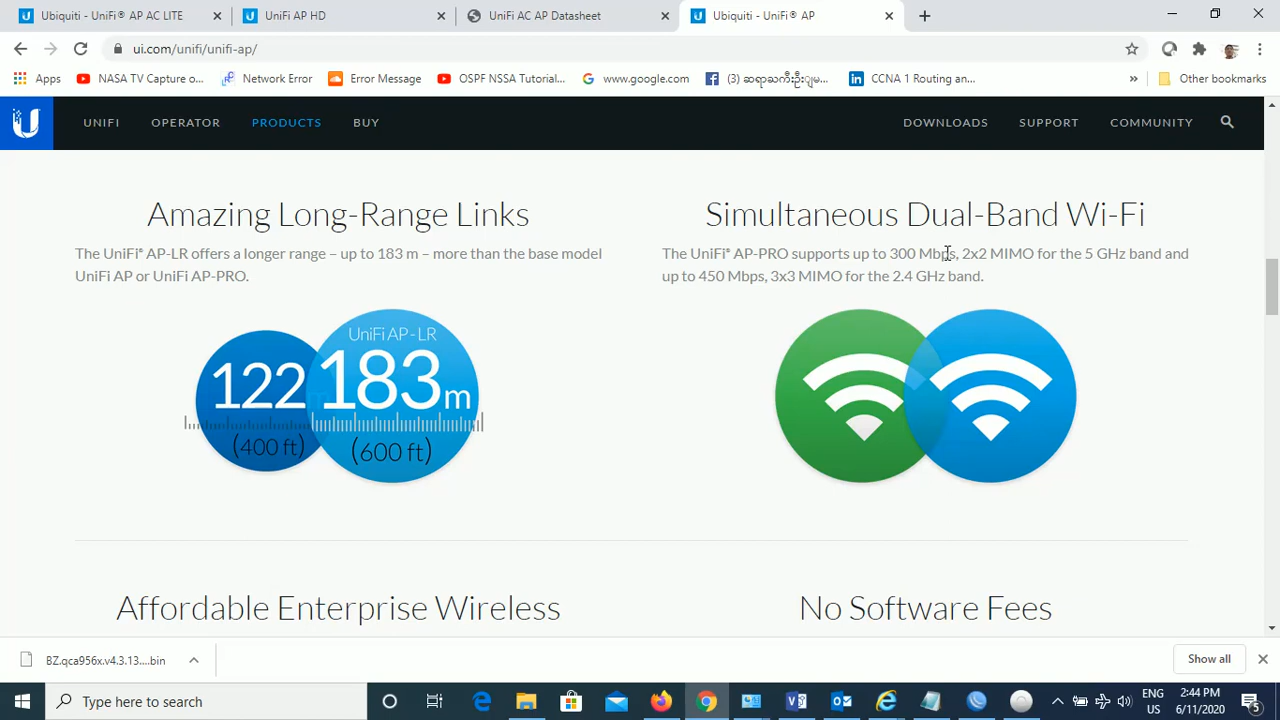 Ubiquiti - UniFi® AP AC LITE
UniFi AP HD
UniFi AC AP Datasheet
Ubiquiti - UniFi® AP
ui.com/unifi/unifi-ap/
Apps
NASA TV Capture o...
Network Error
Error Message
OSPF NSSA Tutorial...
www.google.com
(3) ဆရာႀကီးဦး...
CCNA 1 Routing an...
»
Other bookmarks
UNIFI
OPERATOR
PRODUCTS
BUY
DOWNLOADS
SUPPORT
COMMUNITY
Amazing Long-Range Links
The UniFi® AP-LR offers a longer range – up to 183 m – more than the base model
UniFi AP or UniFi AP-PRO.
122
(400 ft)
UniFi AP-LR
183m
(600 ft)
Simultaneous Dual-Band Wi-Fi
The UniFi® AP-PRO supports up to 300 Mbps, 2x2 MIMO for the 5 GHz band and
up to 450 Mbps, 3x3 MIMO for the 2.4 GHz band.
Affordable Enterprise Wireless
No Software Fees
BZ.qca956x.v4.3.13....bin
Show all
Type here to search
ENG
US
2:44 PM
6/11/2020
5